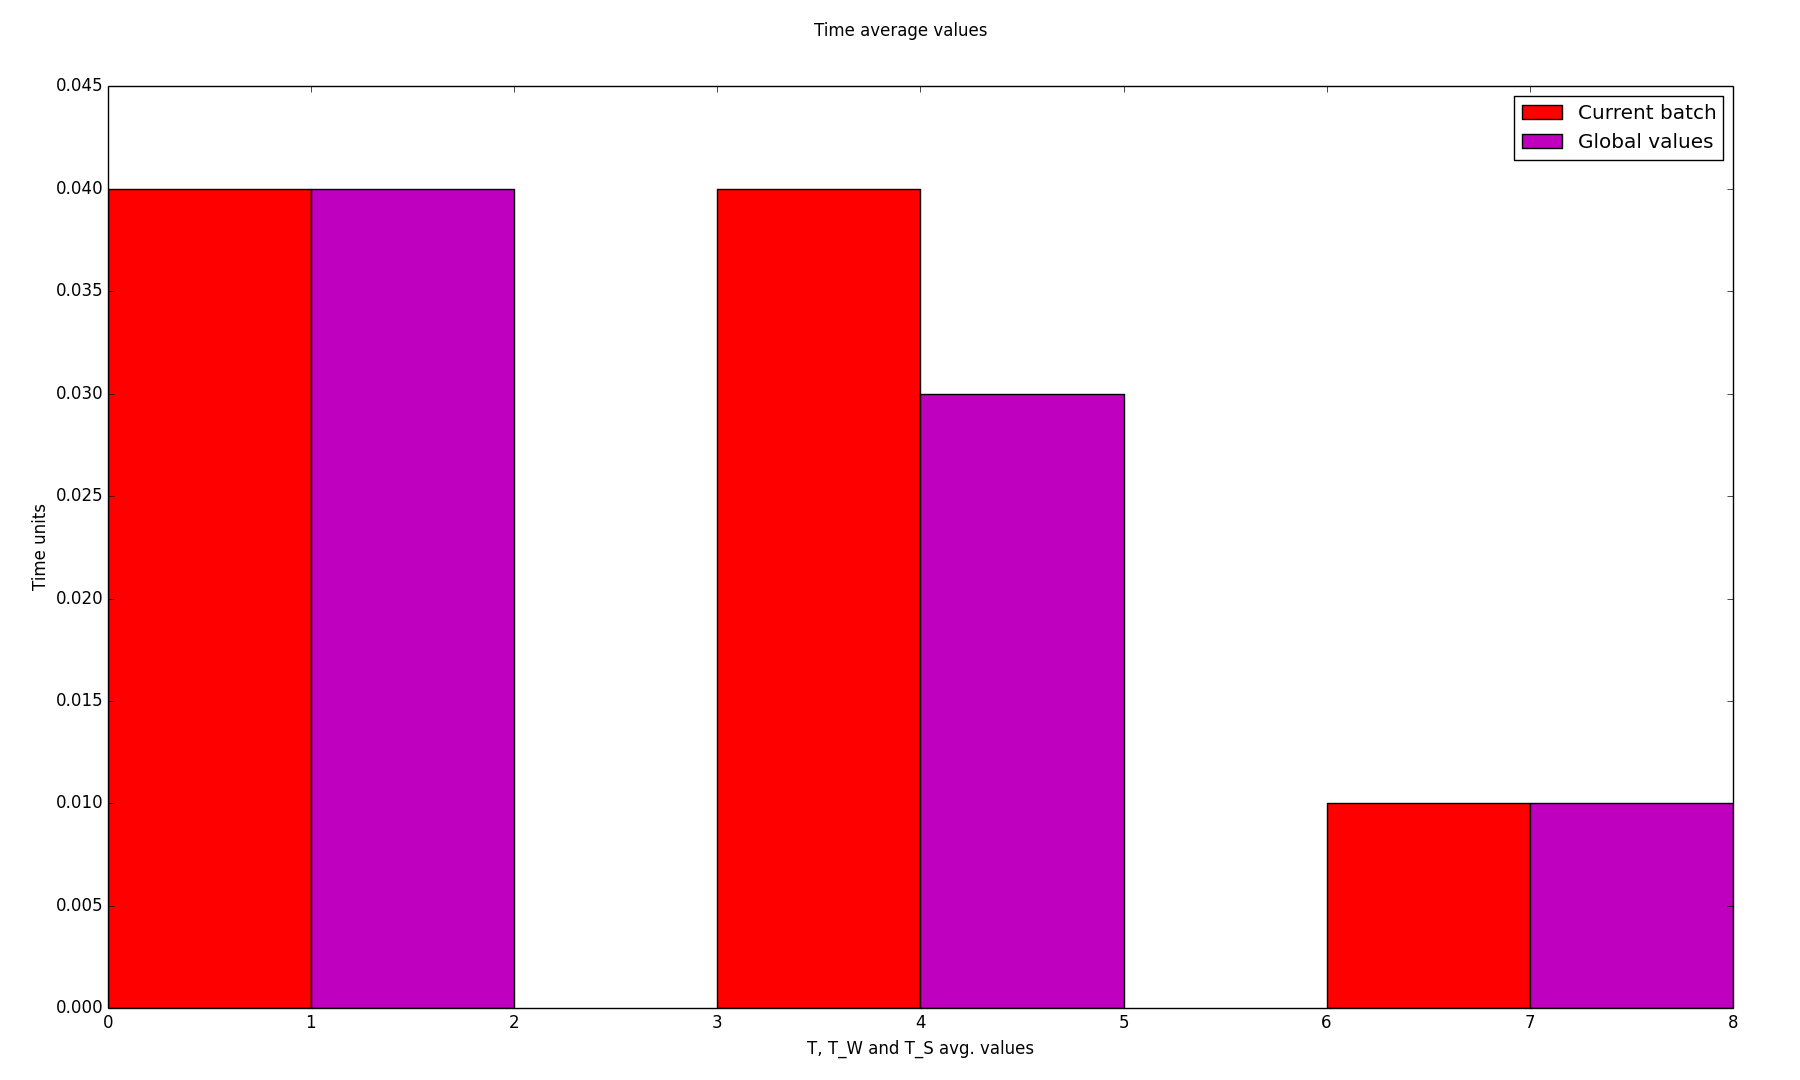 Time average values
Current batch
Global values
0.045
0.040
0.035
0.030
0.025
0.020
0.015
0.010
0.005
0.000
Time units
0 1 2 3 4 5 6 7 8
T, T_W and T_S avg. values